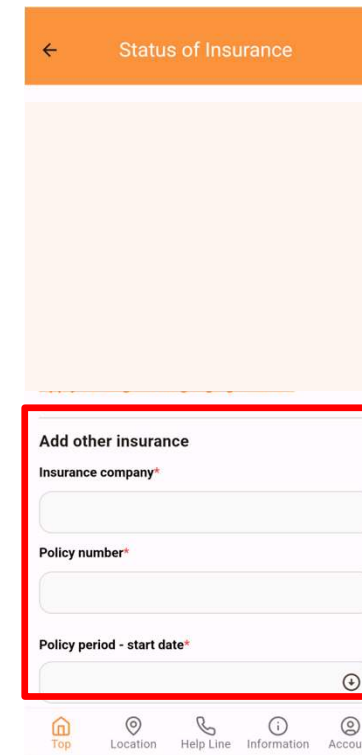 Status of Insurance
Add other insurance
Insurance company*
Policy number*
Policy period - start date*
Top
Location
Help Line
Information